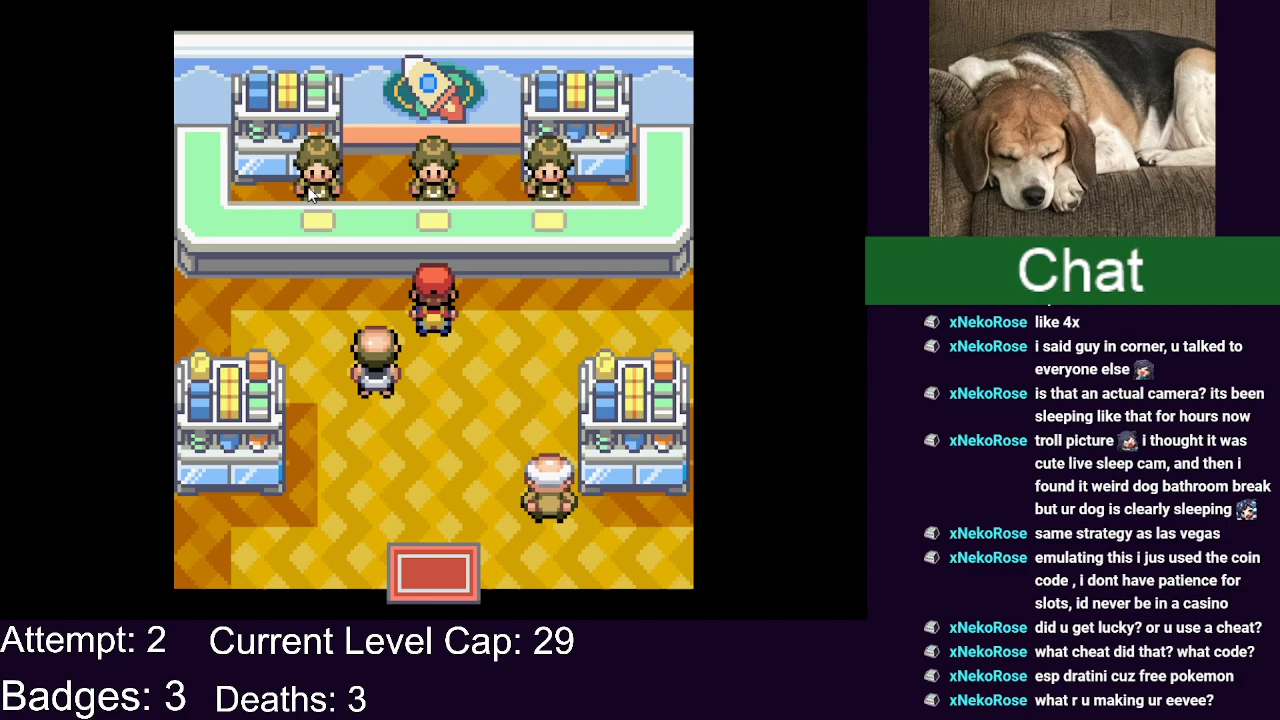 Chat
xNekoRose like 4x
xNekoRose i said guy in corner, u talked to
everyone else
xNekoRose is that an actual camera? its been
sleeping like that for hours now
xNekoRose troll picture i thought it was
cute live sleep cam, and then i
found it weird dog bathroom break
but ur dog is clearly sleeping
xNekoRose same strategy as las vegas
xNekoRose emulating this i jus used the coin
code , i dont have patience for
slots, id never be in a casino
xNekoRose did u get lucky? or u use a cheat?
xNekoRose what cheat did that? what code?
xNekoRose esp dratini cuz free pokemon
xNekoRose what r u making ur eevee?
Attempt: 2 Current Level Cap: 29
Badges: 3 Deaths: 3